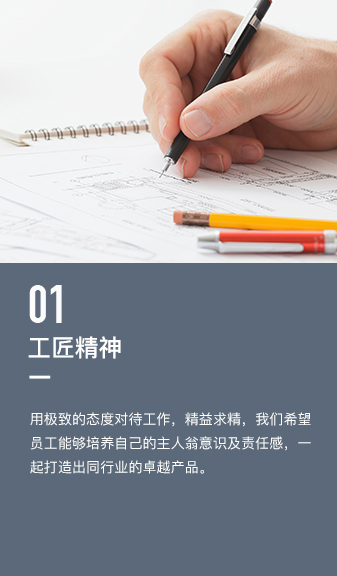 01
工匠精神
用极致的态度对待工作，精益求精，我们希望
员工能够培养自己的主人翁意识及责任感，一
起打造出同行业的卓越产品。